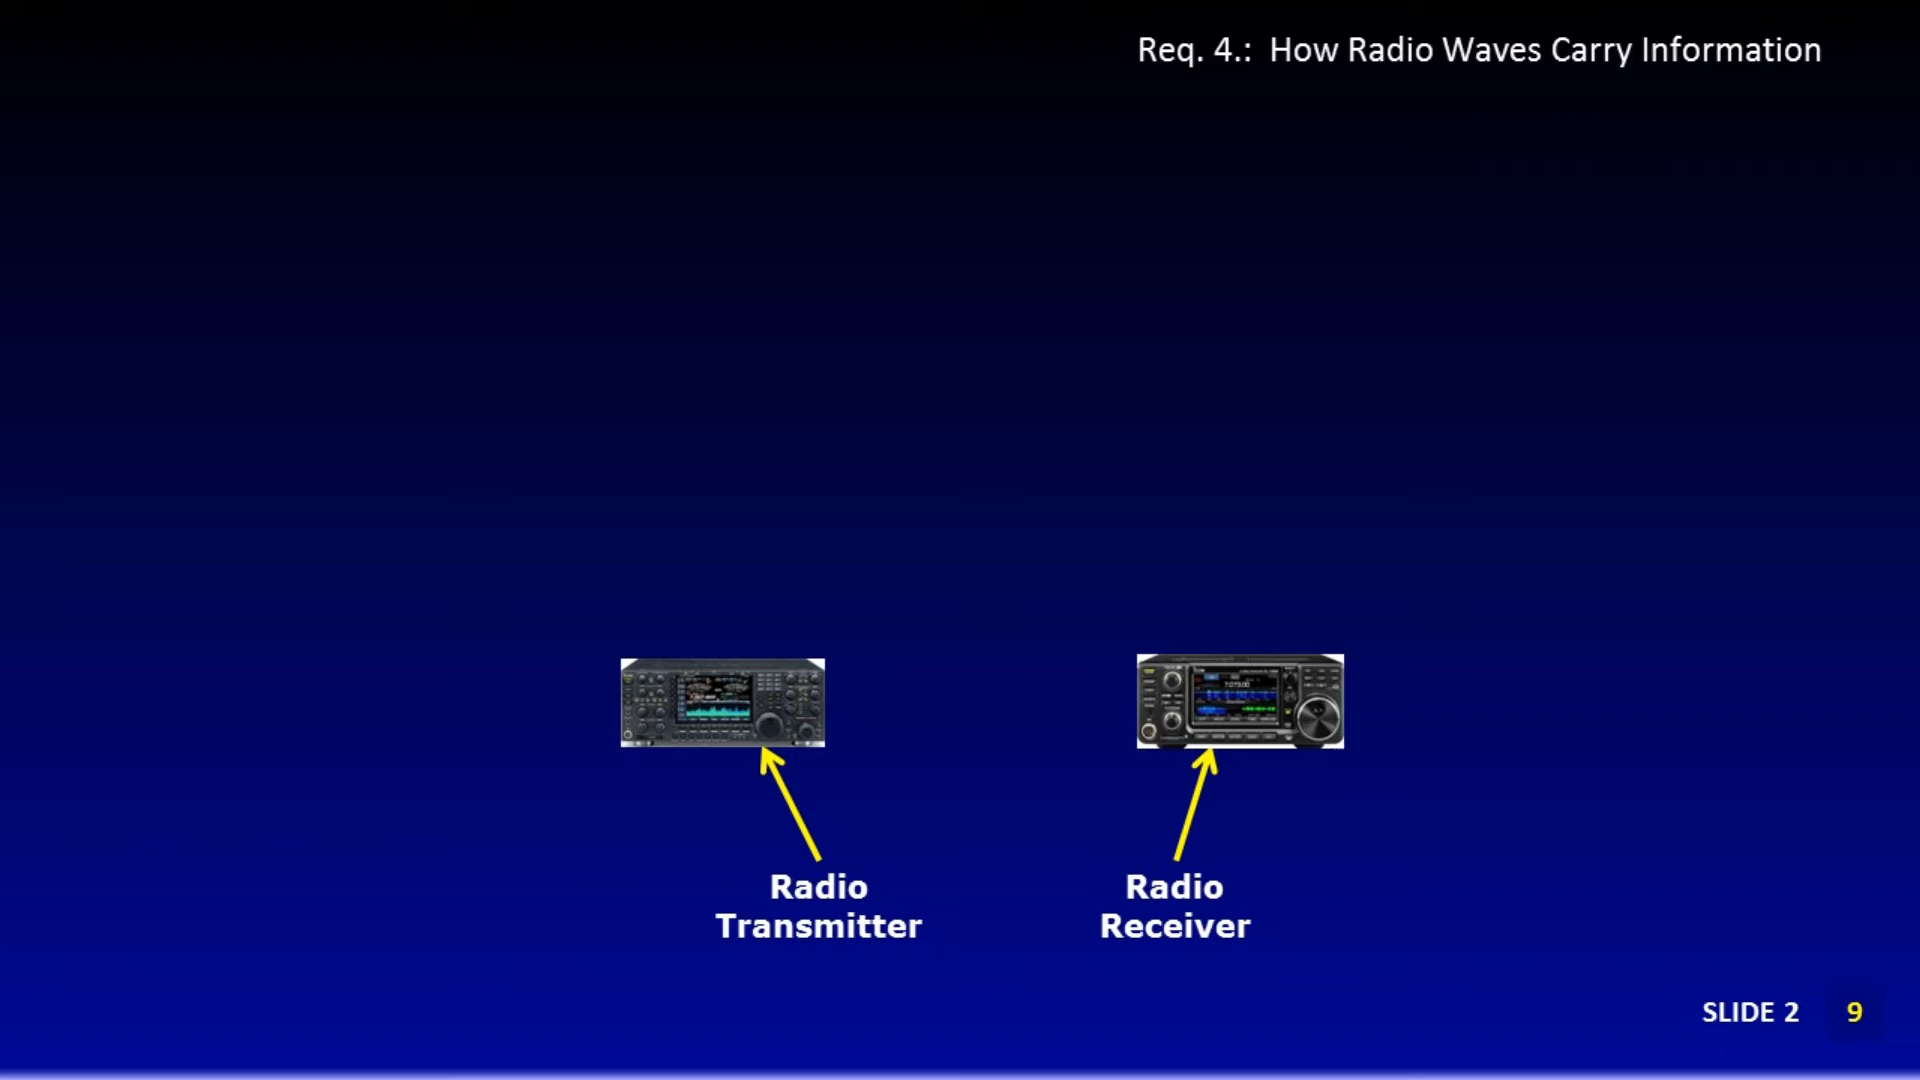 Req. 4.: How Radio Waves Carry Information
Radio
Transmitter
Radio
Receiver
SLIDE 2
9